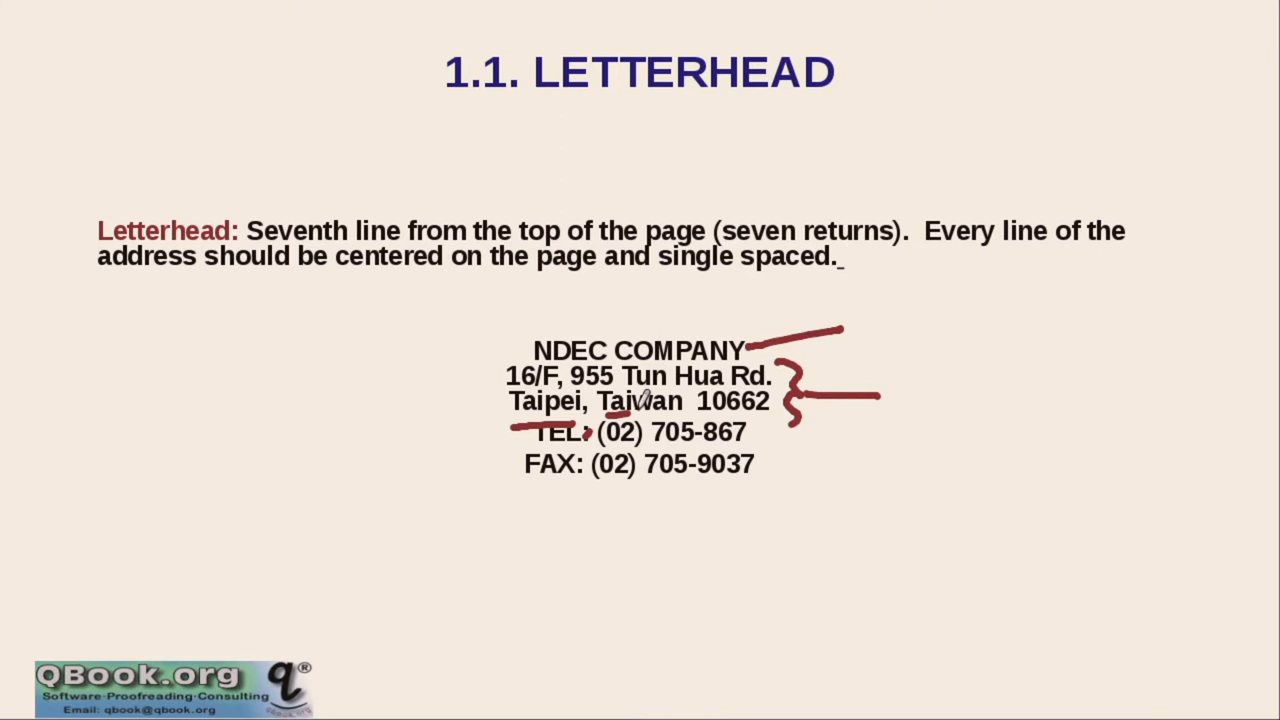 1.1. LETTERHEAD
Letterhead: Seventh line from the top of the page (seven returns).  Every line of the
address should be centered on the page and single spaced.
NDEC COMPANY
16/F, 955 Tun Hua Rd.
Taipei, Taiwan  10662
TEL: (02) 705-867
FAX: (02) 705-9037
QBook.org q®
Software·Proofreading·Consulting
Email: qbook@qbook.org